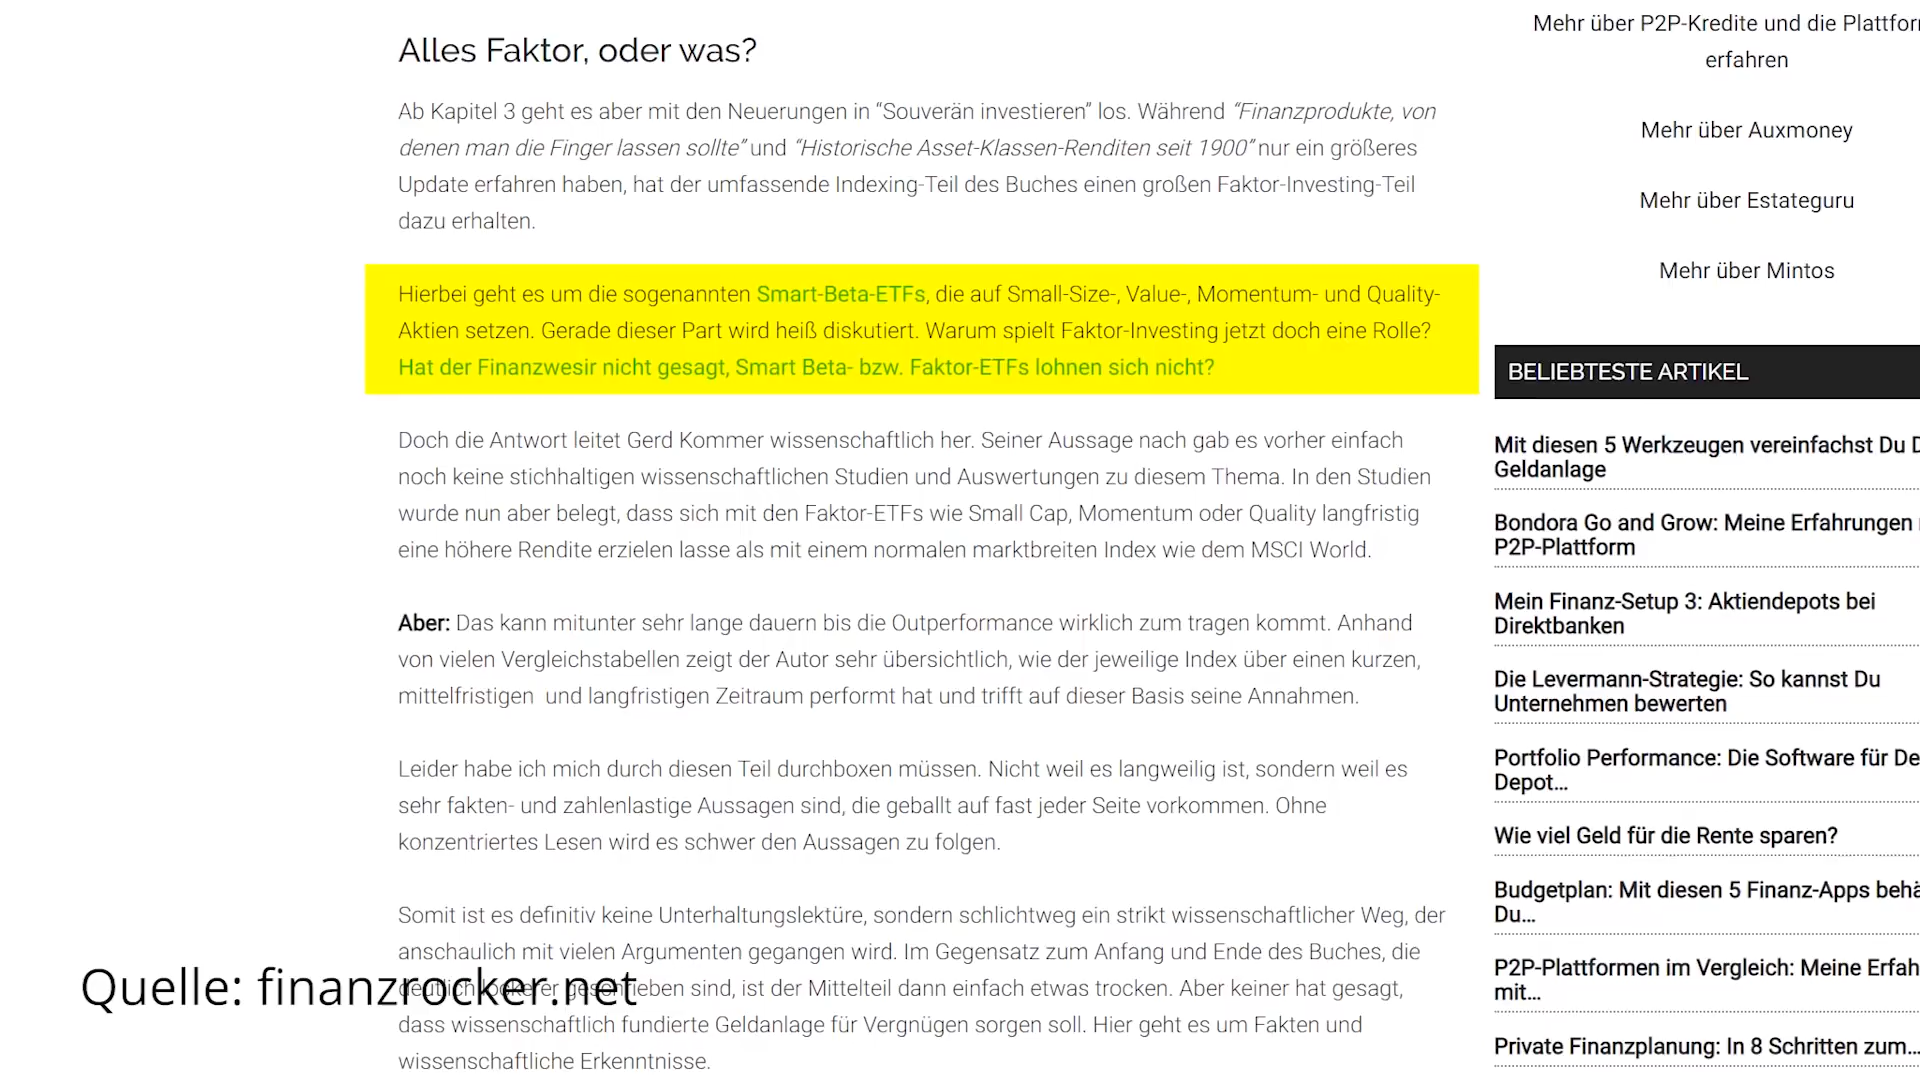 Alles Faktor, oder was?
Ab Kapitel 3 geht es aber mit den Neuerungen in “Souverän investieren” los. Während “Finanzprodukte, von
denen man die Finger lassen sollte” und “Historische Asset-Klassen-Renditen seit 1900” nur ein größeres
Update erfahren haben, hat der umfassende Indexing-Teil des Buches einen großen Faktor-Investing-Teil
dazu erhalten.
Hierbei geht es um die sogenannten Smart-Beta-ETFs, die auf Small-Size-, Value-, Momentum- und Quality-
Aktien setzen. Gerade dieser Part wird heiß diskutiert. Warum spielt Faktor-Investing jetzt doch eine Rolle?
Hat der Finanzwesir nicht gesagt, Smart Beta- bzw. Faktor-ETFs lohnen sich nicht?
Doch die Antwort leitet Gerd Kommer wissenschaftlich her. Seiner Aussage nach gab es vorher einfach
noch keine stichhaltigen wissenschaftlichen Studien und Auswertungen zu diesem Thema. In den Studien
wurde nun aber belegt, dass sich mit den Faktor-ETFs wie Small Cap, Momentum oder Quality langfristig
eine höhere Rendite erzielen lasse als mit einem normalen marktbreiten Index wie dem MSCI World.
Aber: Das kann mitunter sehr lange dauern bis die Outperformance wirklich zum tragen kommt. Anhand
von vielen Vergleichstabellen zeigt der Autor sehr übersichtlich, wie der jeweilige Index über einen kurzen,
mittelfristigen und langfristigen Zeitraum performt hat und trifft auf dieser Basis seine Annahmen.
Leider habe ich mich durch diesen Teil durchboxen müssen. Nicht weil es langweilig ist, sondern weil es
sehr fakten- und zahlenlastige Aussagen sind, die geballt auf fast jeder Seite vorkommen. Ohne
konzentriertes Lesen wird es schwer den Aussagen zu folgen.
Somit ist es definitiv keine Unterhaltungslektüre, sondern schlichtweg ein strikt wissenschaftlicher Weg, der
anschaulich mit vielen Argumenten gegangen wird. Im Gegensatz zum Anfang und Ende des Buches, die
deutlich lockerer geschrieben sind, ist der Mittelteil dann einfach etwas trocken. Aber keiner hat gesagt,
dass wissenschaftlich fundierte Geldanlage für Vergnügen sorgen soll. Hier geht es um Fakten und
wissenschaftliche Erkenntnisse.
Quelle: finanzrocker.net
Mehr über P2P-Kredite und die Plattfor
erfahren
Mehr über Auxmoney
Mehr über Estateguru
Mehr über Mintos
BELIEBTESTE ARTIKEL
Mit diesen 5 Werkzeugen vereinfachst Du D
Geldanlage
Bondora Go and Grow: Meine Erfahrungen
P2P-Plattform
Mein Finanz-Setup 3: Aktiendepots bei
Direktbanken
Die Levermann-Strategie: So kannst Du
Unternehmen bewerten
Portfolio Performance: Die Software für De
Depot...
Wie viel Geld für die Rente sparen?
Budgetplan: Mit diesen 5 Finanz-Apps behä
Du...
P2P-Plattformen im Vergleich: Meine Erfah
mit...
Private Finanzplanung: In 8 Schritten zum...